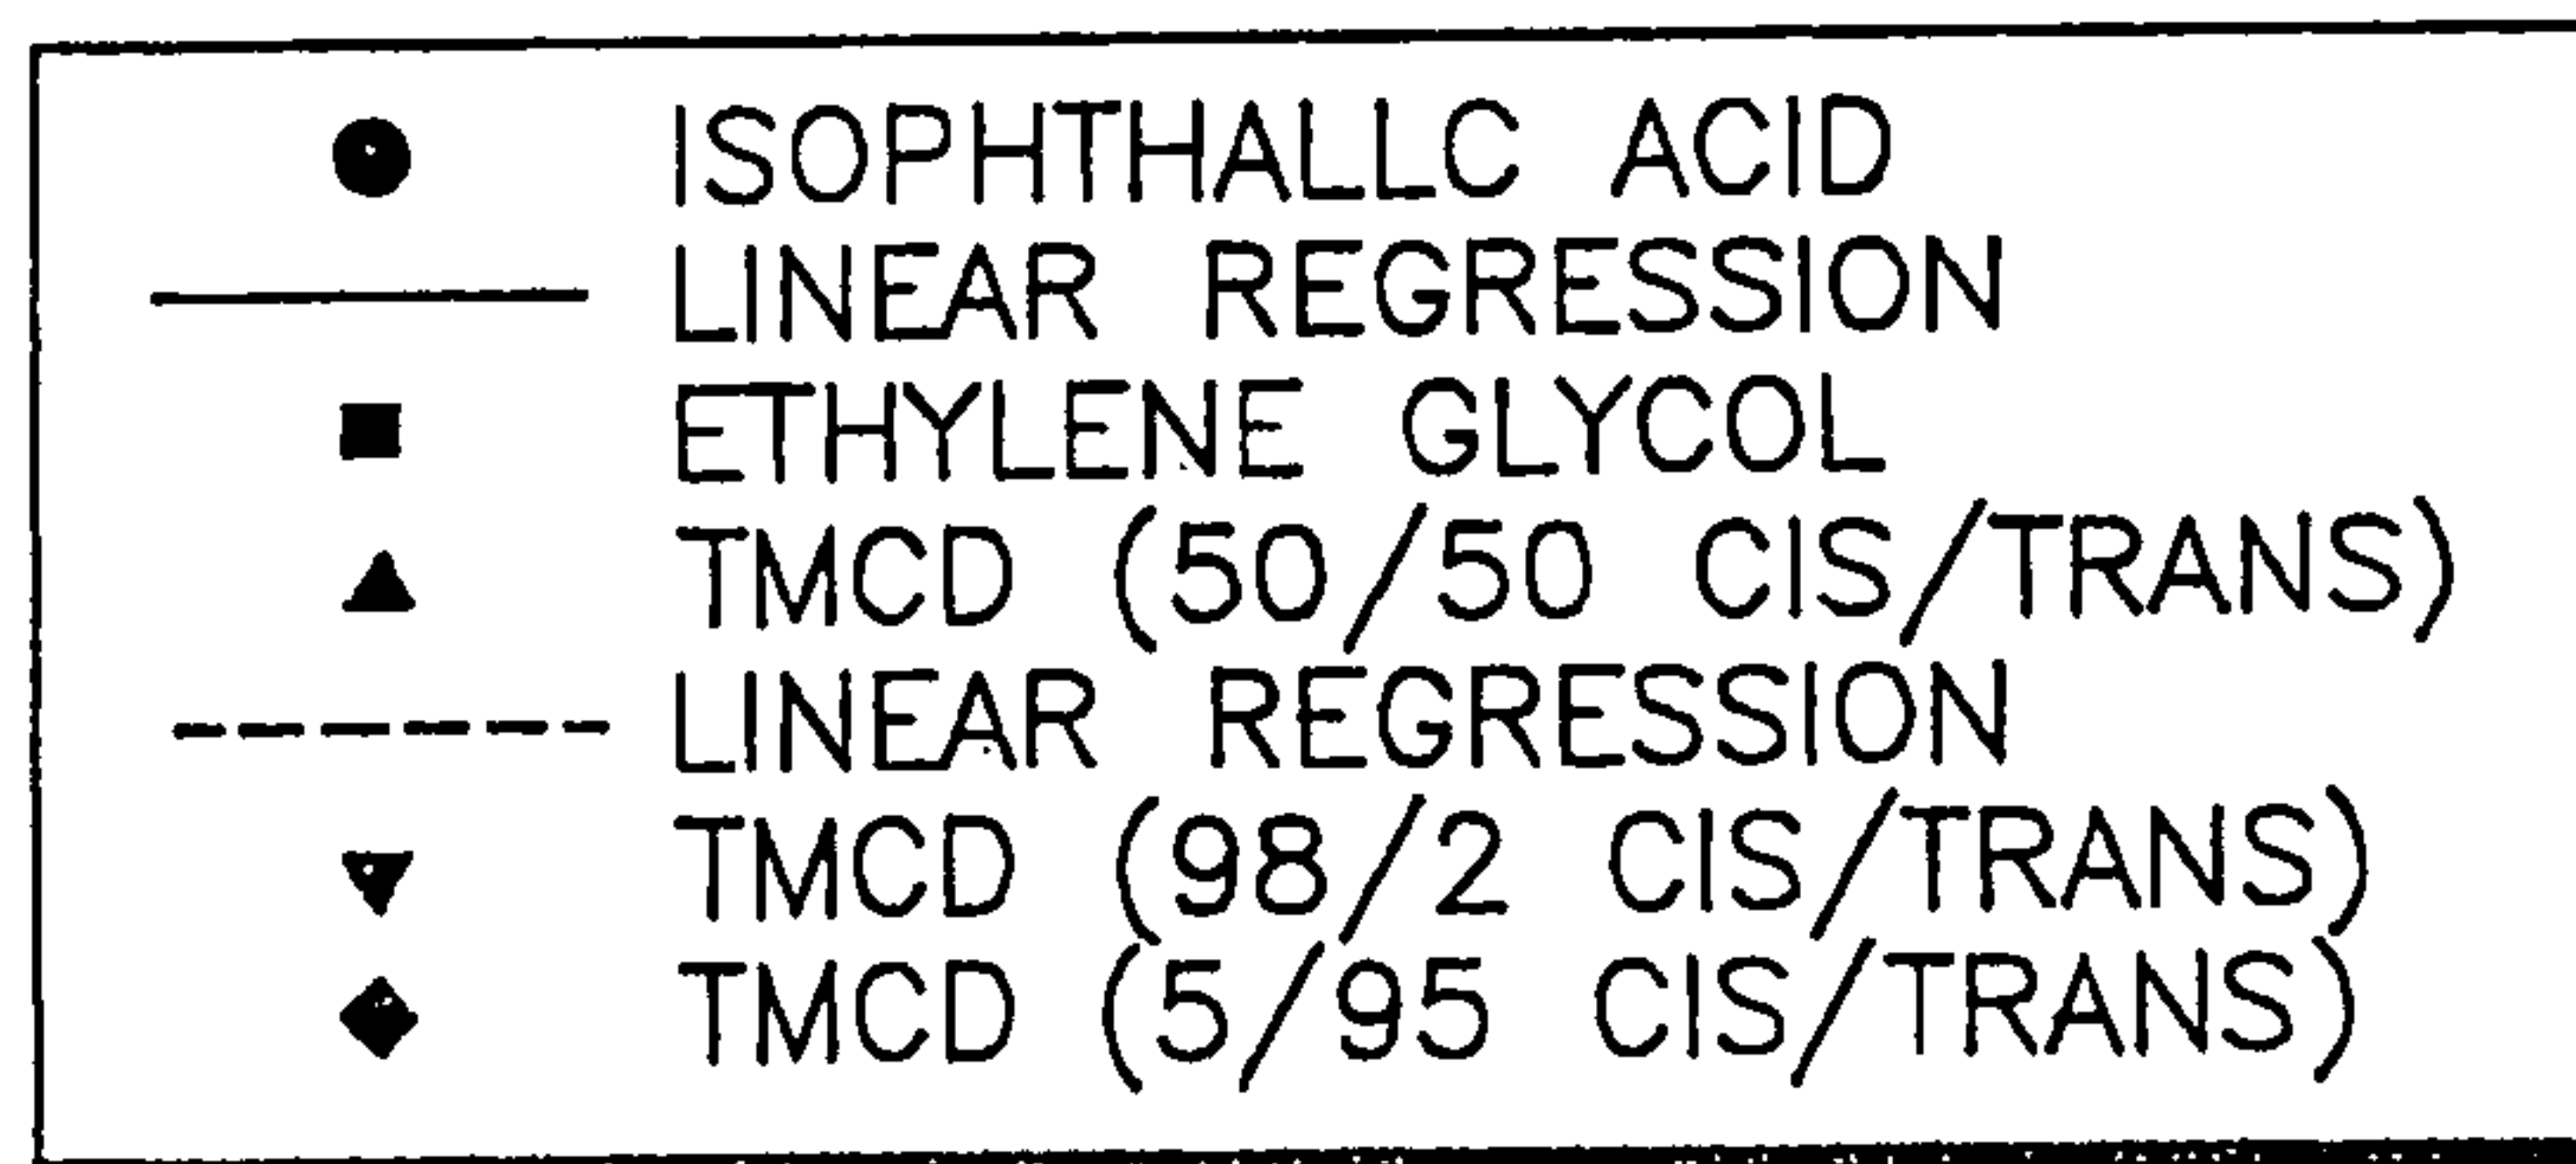 ISOPHTHALLC ACID
LINEAR REGRESSION
ETHYLENE GLYCOL
TMCD (50/50 CIS/TRANS)
LINEAR REGRESSION
TMCD (98/2 CIS/TRANS)
TMCD (5/95 CIS/TRANS)